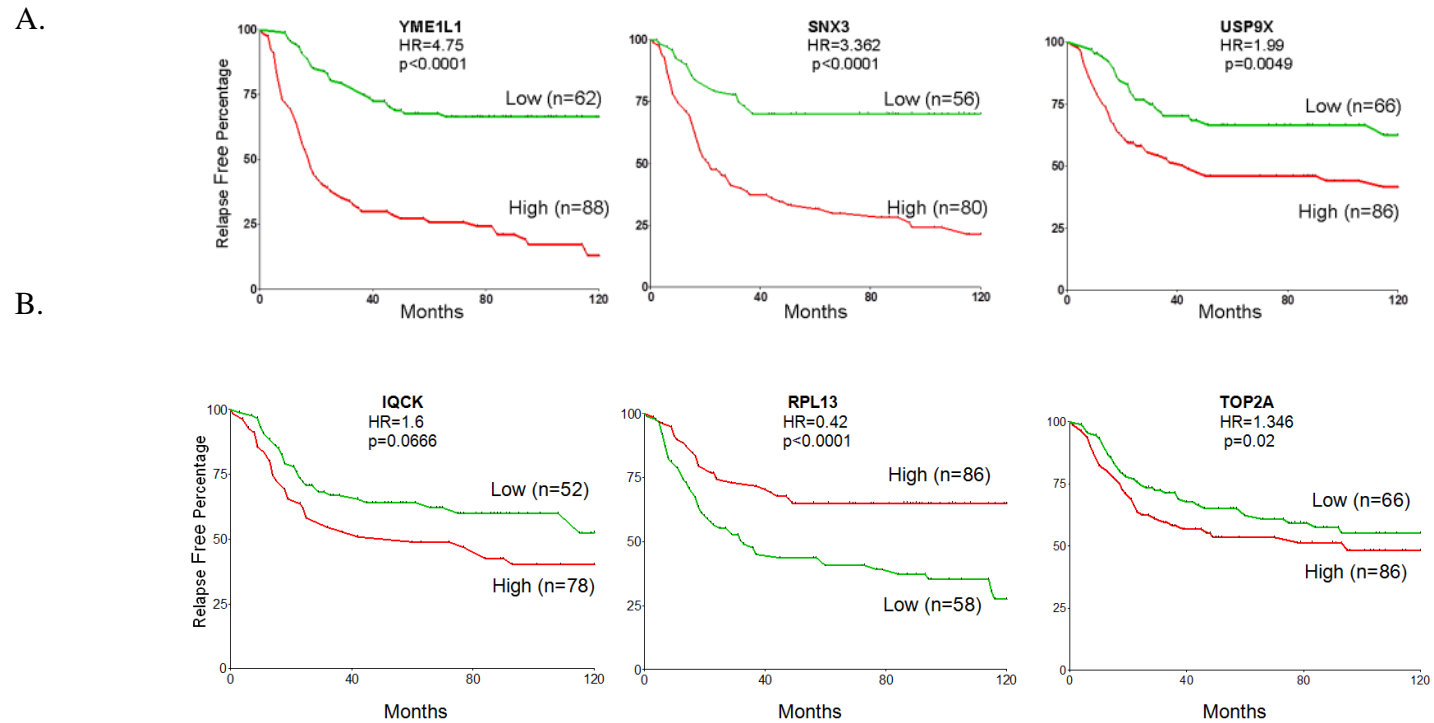 A.
YME1L1
HR=4.75
p<0.0001
Low (n=62)
High (n=88)
Relapse Free Percentage
100
75
50
25
0
0 40 80 120
Months
SNX3
HR=3.362
p<0.0001
Low (n=56)
High (n=80)
100
75
50
25
0
0 40 80 120
Months
USP9X
HR=1.99
p=0.0049
Low (n=66)
High (n=86)
100
75
50
25
0
0 40 80 120
Months
B.
IQCK
HR=1.6
p=0.0666
Low (n=52)
High (n=78)
Relapse Free Percentage
100
75
50
25
0
0 40 80 120
Months
RPL13
HR=0.42
p<0.0001
High (n=86)
Low (n=58)
100
75
50
25
0
0 40 80 120
Months
TOP2A
HR=1.346
p=0.02
Low (n=66)
High (n=86)
100
75
50
25
0
0 40 80 120
Months